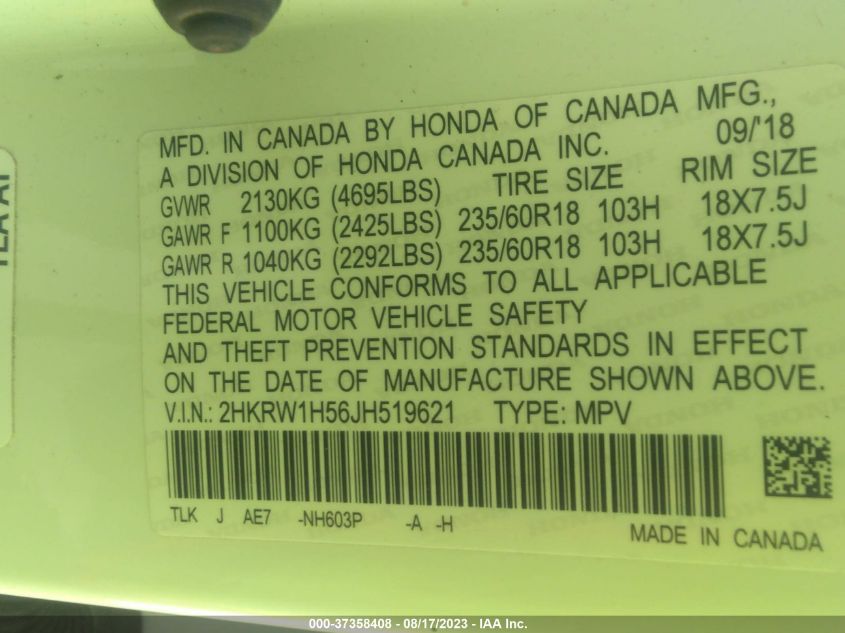 MFD. IN CANADA BY HONDA OF CANADA MFG.,
A DIVISION OF HONDA CANADA INC. 09/'18
GVWR 2130KG (4695LBS) TIRE SIZE RIM SIZE
GAWR F 1100KG (2425LBS) 235/60R18 103H 18X7.5J
GAWR R 1040KG (2292LBS) 235/60R18 103H 18X7.5J
THIS VEHICLE CONFORMS TO ALL APPLICABLE
FEDERAL MOTOR VEHICLE SAFETY
AND THEFT PREVENTION STANDARDS IN EFFECT
ON THE DATE OF MANUFACTURE SHOWN ABOVE.
V.I.N.: 2HKRW1H56JH519621 TYPE: MPV
TLK J AE7 -NH603P -A -H
MADE IN CANADA
000-37358408 - 08/17/2023 - IAA Inc.